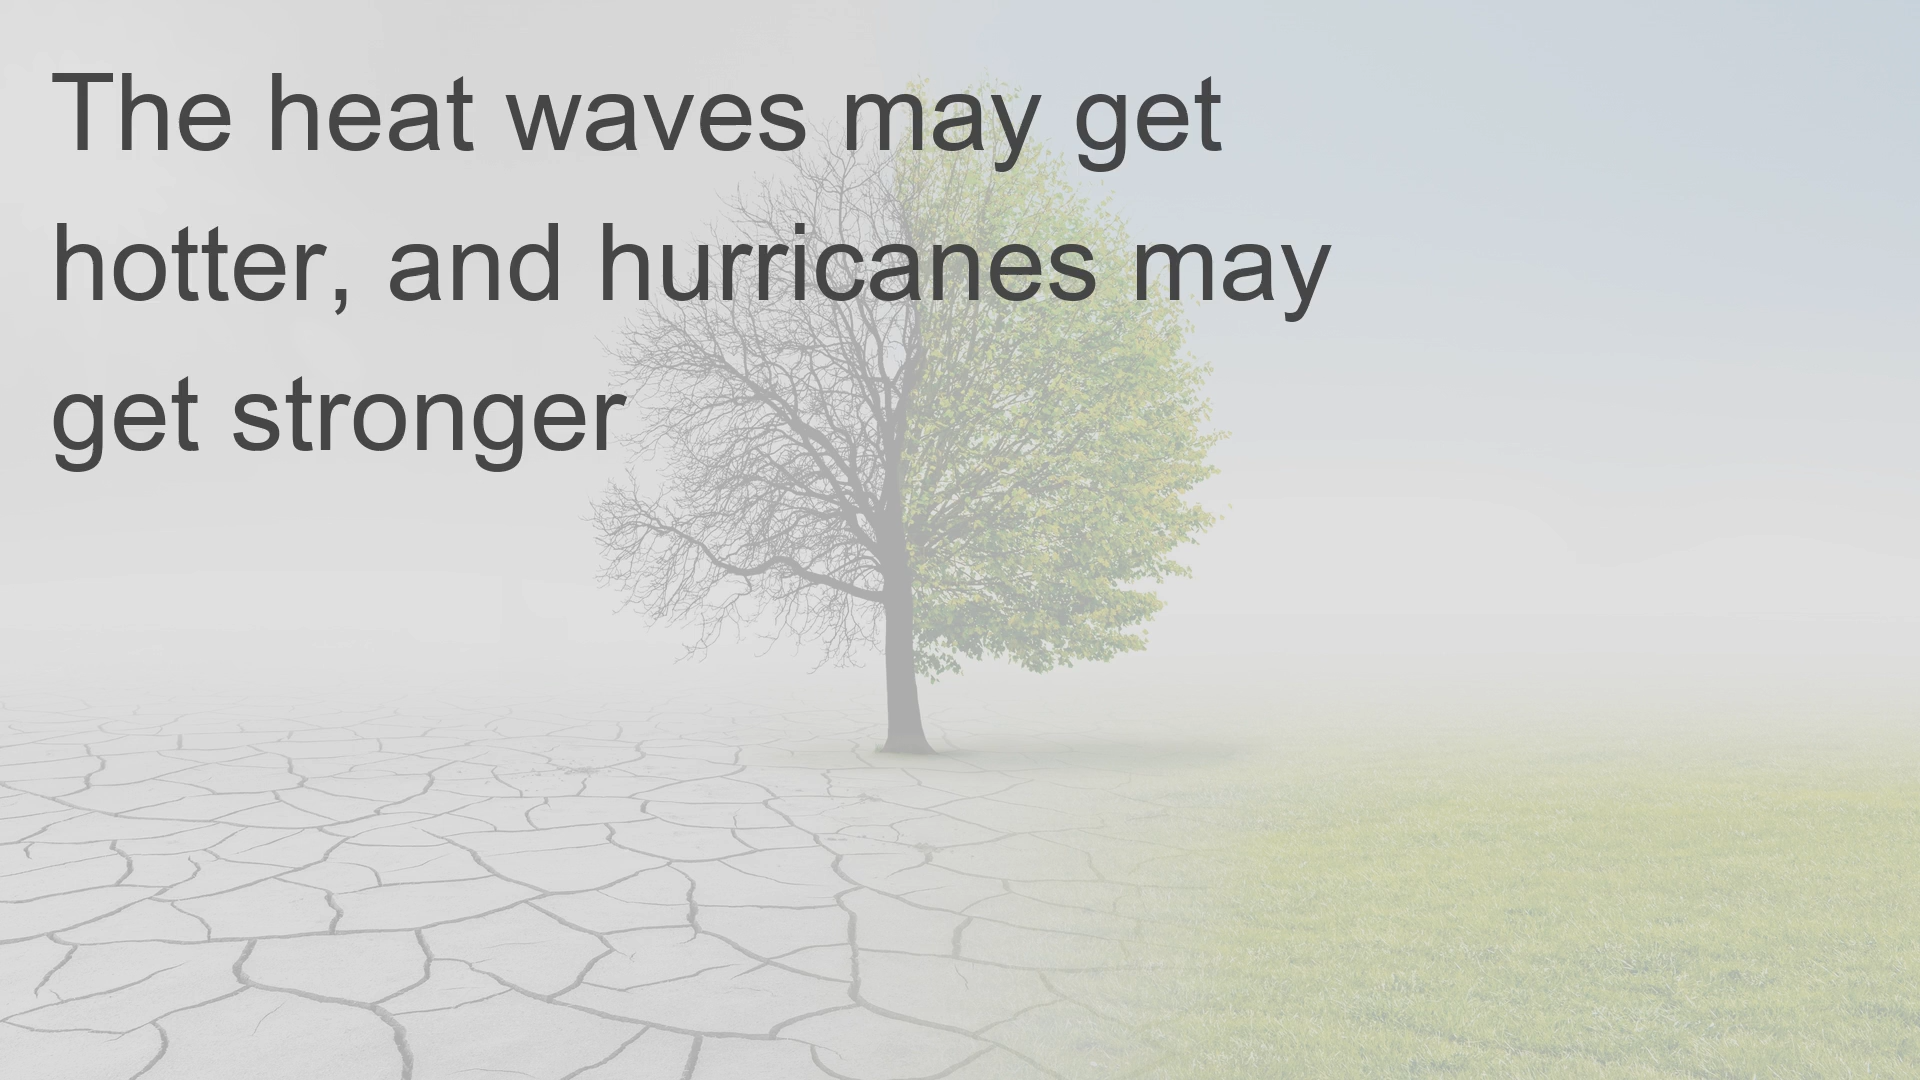 The heat waves may get
hotter, and hurricanes may
get stronger